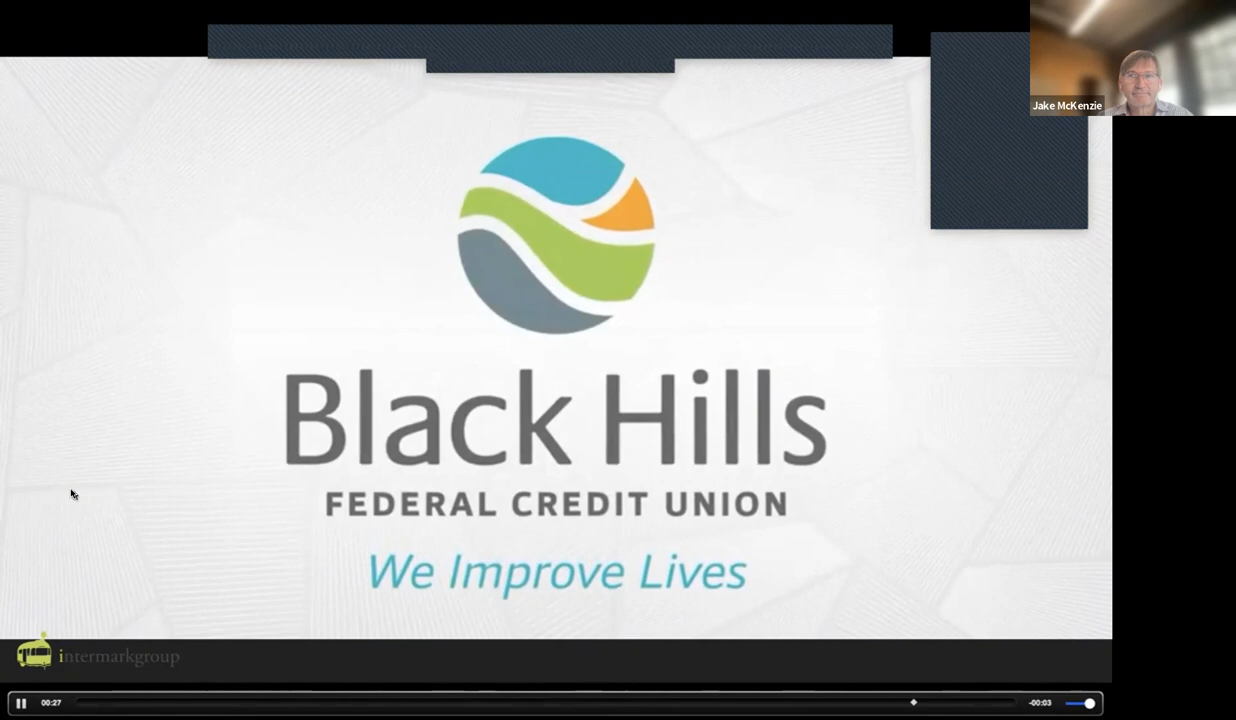 Jake McKenzie
Black Hills
FEDERAL CREDIT UNION
We Improve Lives
intermarkgroup
00:27
-00:03